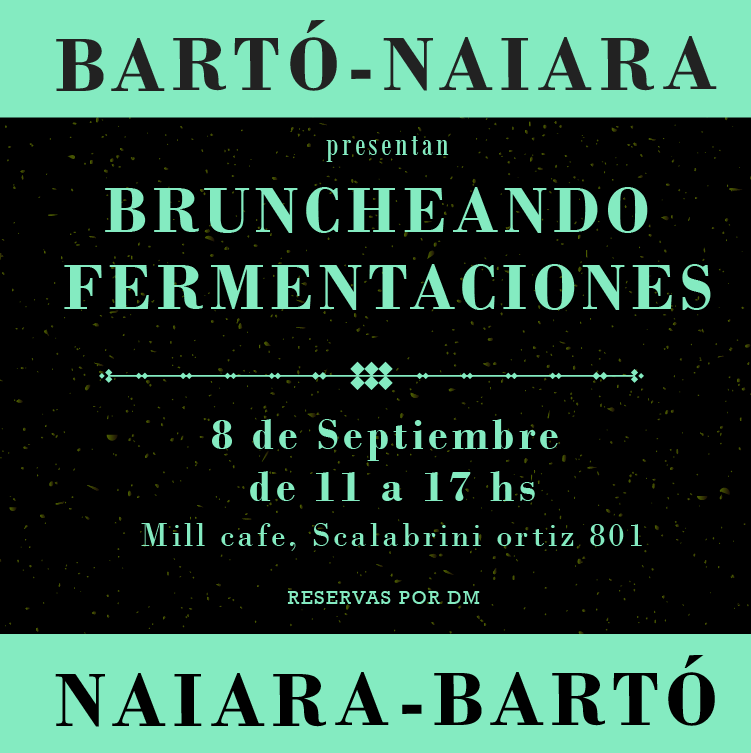 BARTÓ-NAIARA
presentan
BRUNCHEANDO
FERMENTACIONES
8 de Septiembre
de 11 a 17 hs
Mill cafe, Scalabrini ortiz 801
RESERVAS POR DM
NAIARA-BARTÓ